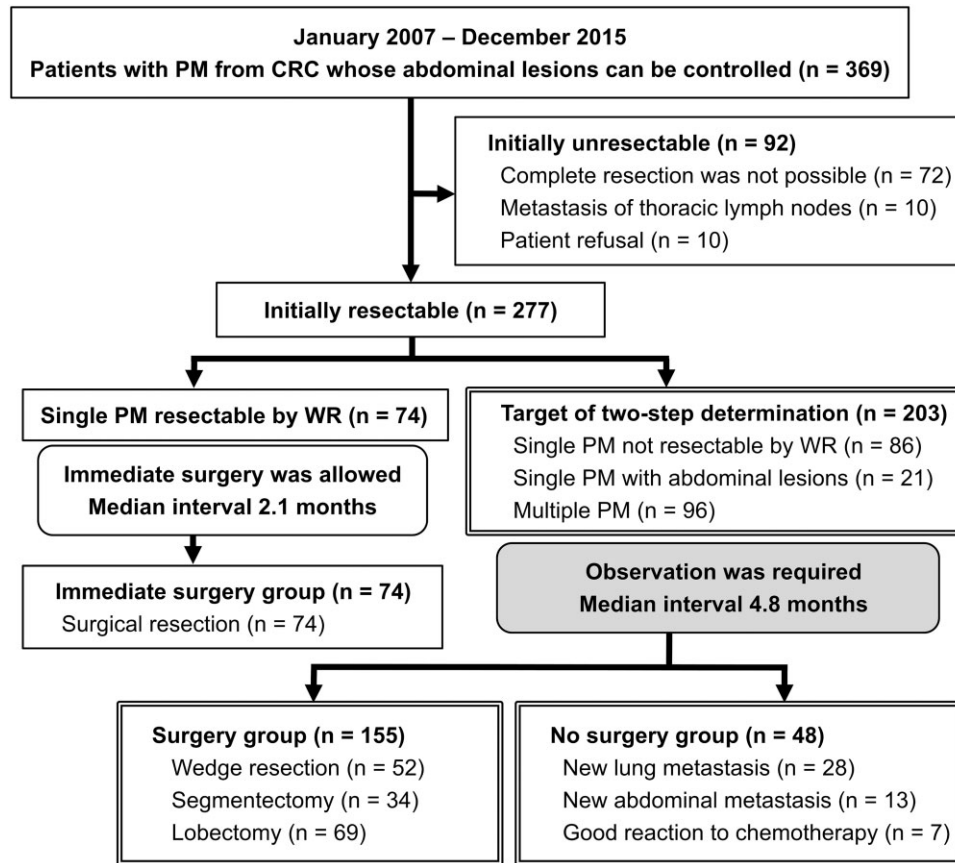 January 2007 – December 2015
Patients with PM from CRC whose abdominal lesions can be controlled (n = 369)
Initially unresectable (n = 92)
Complete resection was not possible (n = 72)
Metastasis of thoracic lymph nodes (n = 10)
Patient refusal (n = 10)
Initially resectable (n = 277)
Single PM resectable by WR (n = 74)
Immediate surgery was allowed
Median interval 2.1 months
Immediate surgery group (n = 74)
Surgical resection (n = 74)
Target of two-step determination (n = 203)
Single PM not resectable by WR (n = 86)
Single PM with abdominal lesions (n = 21)
Multiple PM (n = 96)
Observation was required
Median interval 4.8 months
Surgery group (n = 155)
Wedge resection (n = 52)
Segmentectomy (n = 34)
Lobectomy (n = 69)
No surgery group (n = 48)
New lung metastasis (n = 28)
New abdominal metastasis (n = 13)
Good reaction to chemotherapy (n = 7)